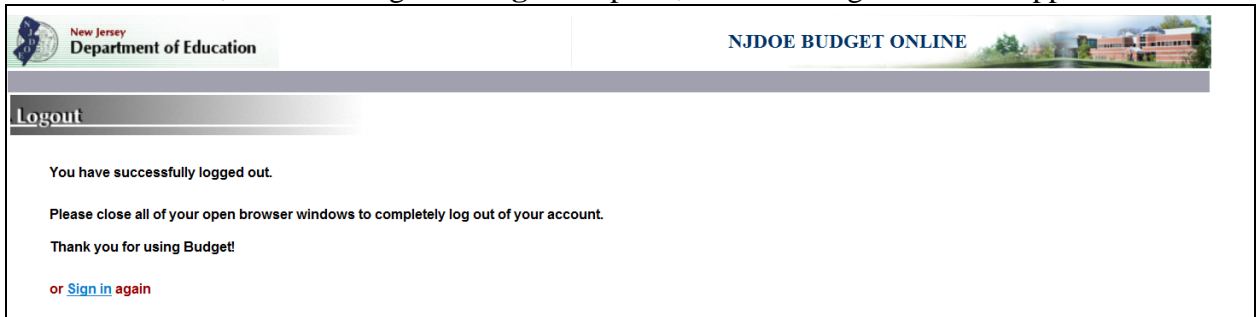 New Jersey
Department of Education
NJDOE BUDGET ONLINE
Logout
You have successfully logged out.
Please close all of your open browser windows to completely log out of your account.
Thank you for using Budget!
or Sign in again